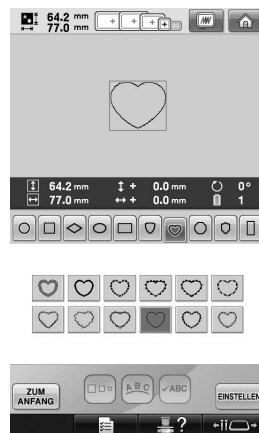 64.2 mm
77.0 mm
64.2 mm + 0.0 mm 0°
77.0 mm + 0.0 mm 1
ZUM ANFANG
ABC
✓ABC
EINSTELLEN
?